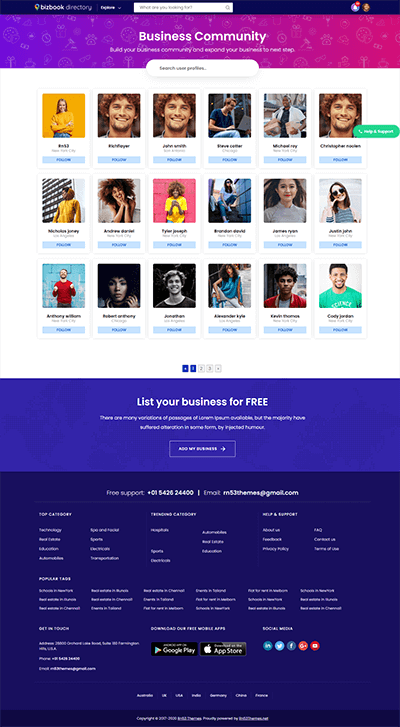 bizbook directory
Explore
What are you looking for?
Business Community
Build your business community and expand your business to next step.
Search user profiles...
Help & Support
Rn53
New York City
FOLLOW
Richflayer
New York City
FOLLOW
John smith
San Antonio
FOLLOW
Steve cotter
Chicago
FOLLOW
Michael roy
New York City
FOLLOW
Christopher noolen
New York City
FOLLOW
Nicholas joney
Los Angeles
FOLLOW
Andrew daniel
New York City
FOLLOW
Tyler joseph
New York City
FOLLOW
Brandon david
New York City
FOLLOW
James ryan
Los Angeles
FOLLOW
Justin john
New York City
FOLLOW
Anthony william
New York City
FOLLOW
Robert anthony
Chicago
FOLLOW
Jonathan
Los Angeles
FOLLOW
Alexander kyle
New York City
FOLLOW
Kevin thomas
New York City
FOLLOW
Cody jordan
New York City
FOLLOW
1 2 3
List your business for FREE
There are many variations of passages of Lorem Ipsum available, but the majority have
suffered alteration in some form, by injected humour.
ADD MY BUSINESS
Free support: +01 5426 24400 | Email: rn53themes@gmail.com
TOP CATEGORY
Technology
Spa and Facial
Real Estate
Sports
Education
Electricals
Automobiles
Transportation
TRENDING CATEGORY
Hospitals
Automobiles
Real Estate
Sports
Education
Electricals
HELP & SUPPORT
About us
FAQ
Feedback
Contact us
Privacy Policy
Terms of Use
POPULAR TAGS
Schools in NewYork
Real estate in Illunois
Real estate in Chennai1
Events in Tailand
Flat for rent in Melborn
Schools in NewYork
Real estate in Illunois
Real estate in Chennai1
Events in Tailand
Flat for rent in Melborn
Schools in NewYork
Real estate in Illunois
Real estate in Chennai1
Events in Tailand
Flat for rent in Melborn
Schools in NewYork
Real estate in Illunois
Real estate in Chennai1
GET IN TOUCH
Address: 28800 Orchard Lake Road, Suite 180 Farmington
Hills, U.S.A.
Phone: +01 5426 24400
Email: rn53themes@gmail.com
DOWNLOAD OUR FREE MOBILE APPS
ANDROID APP ON
Google Play
Available on the
App Store
SOCIAL MEDIA
Australia
UK
USA
India
Germany
China
France
Copyright © 2017-2020 Rn53 Themes. Proudly powered by Rn53Themes.net